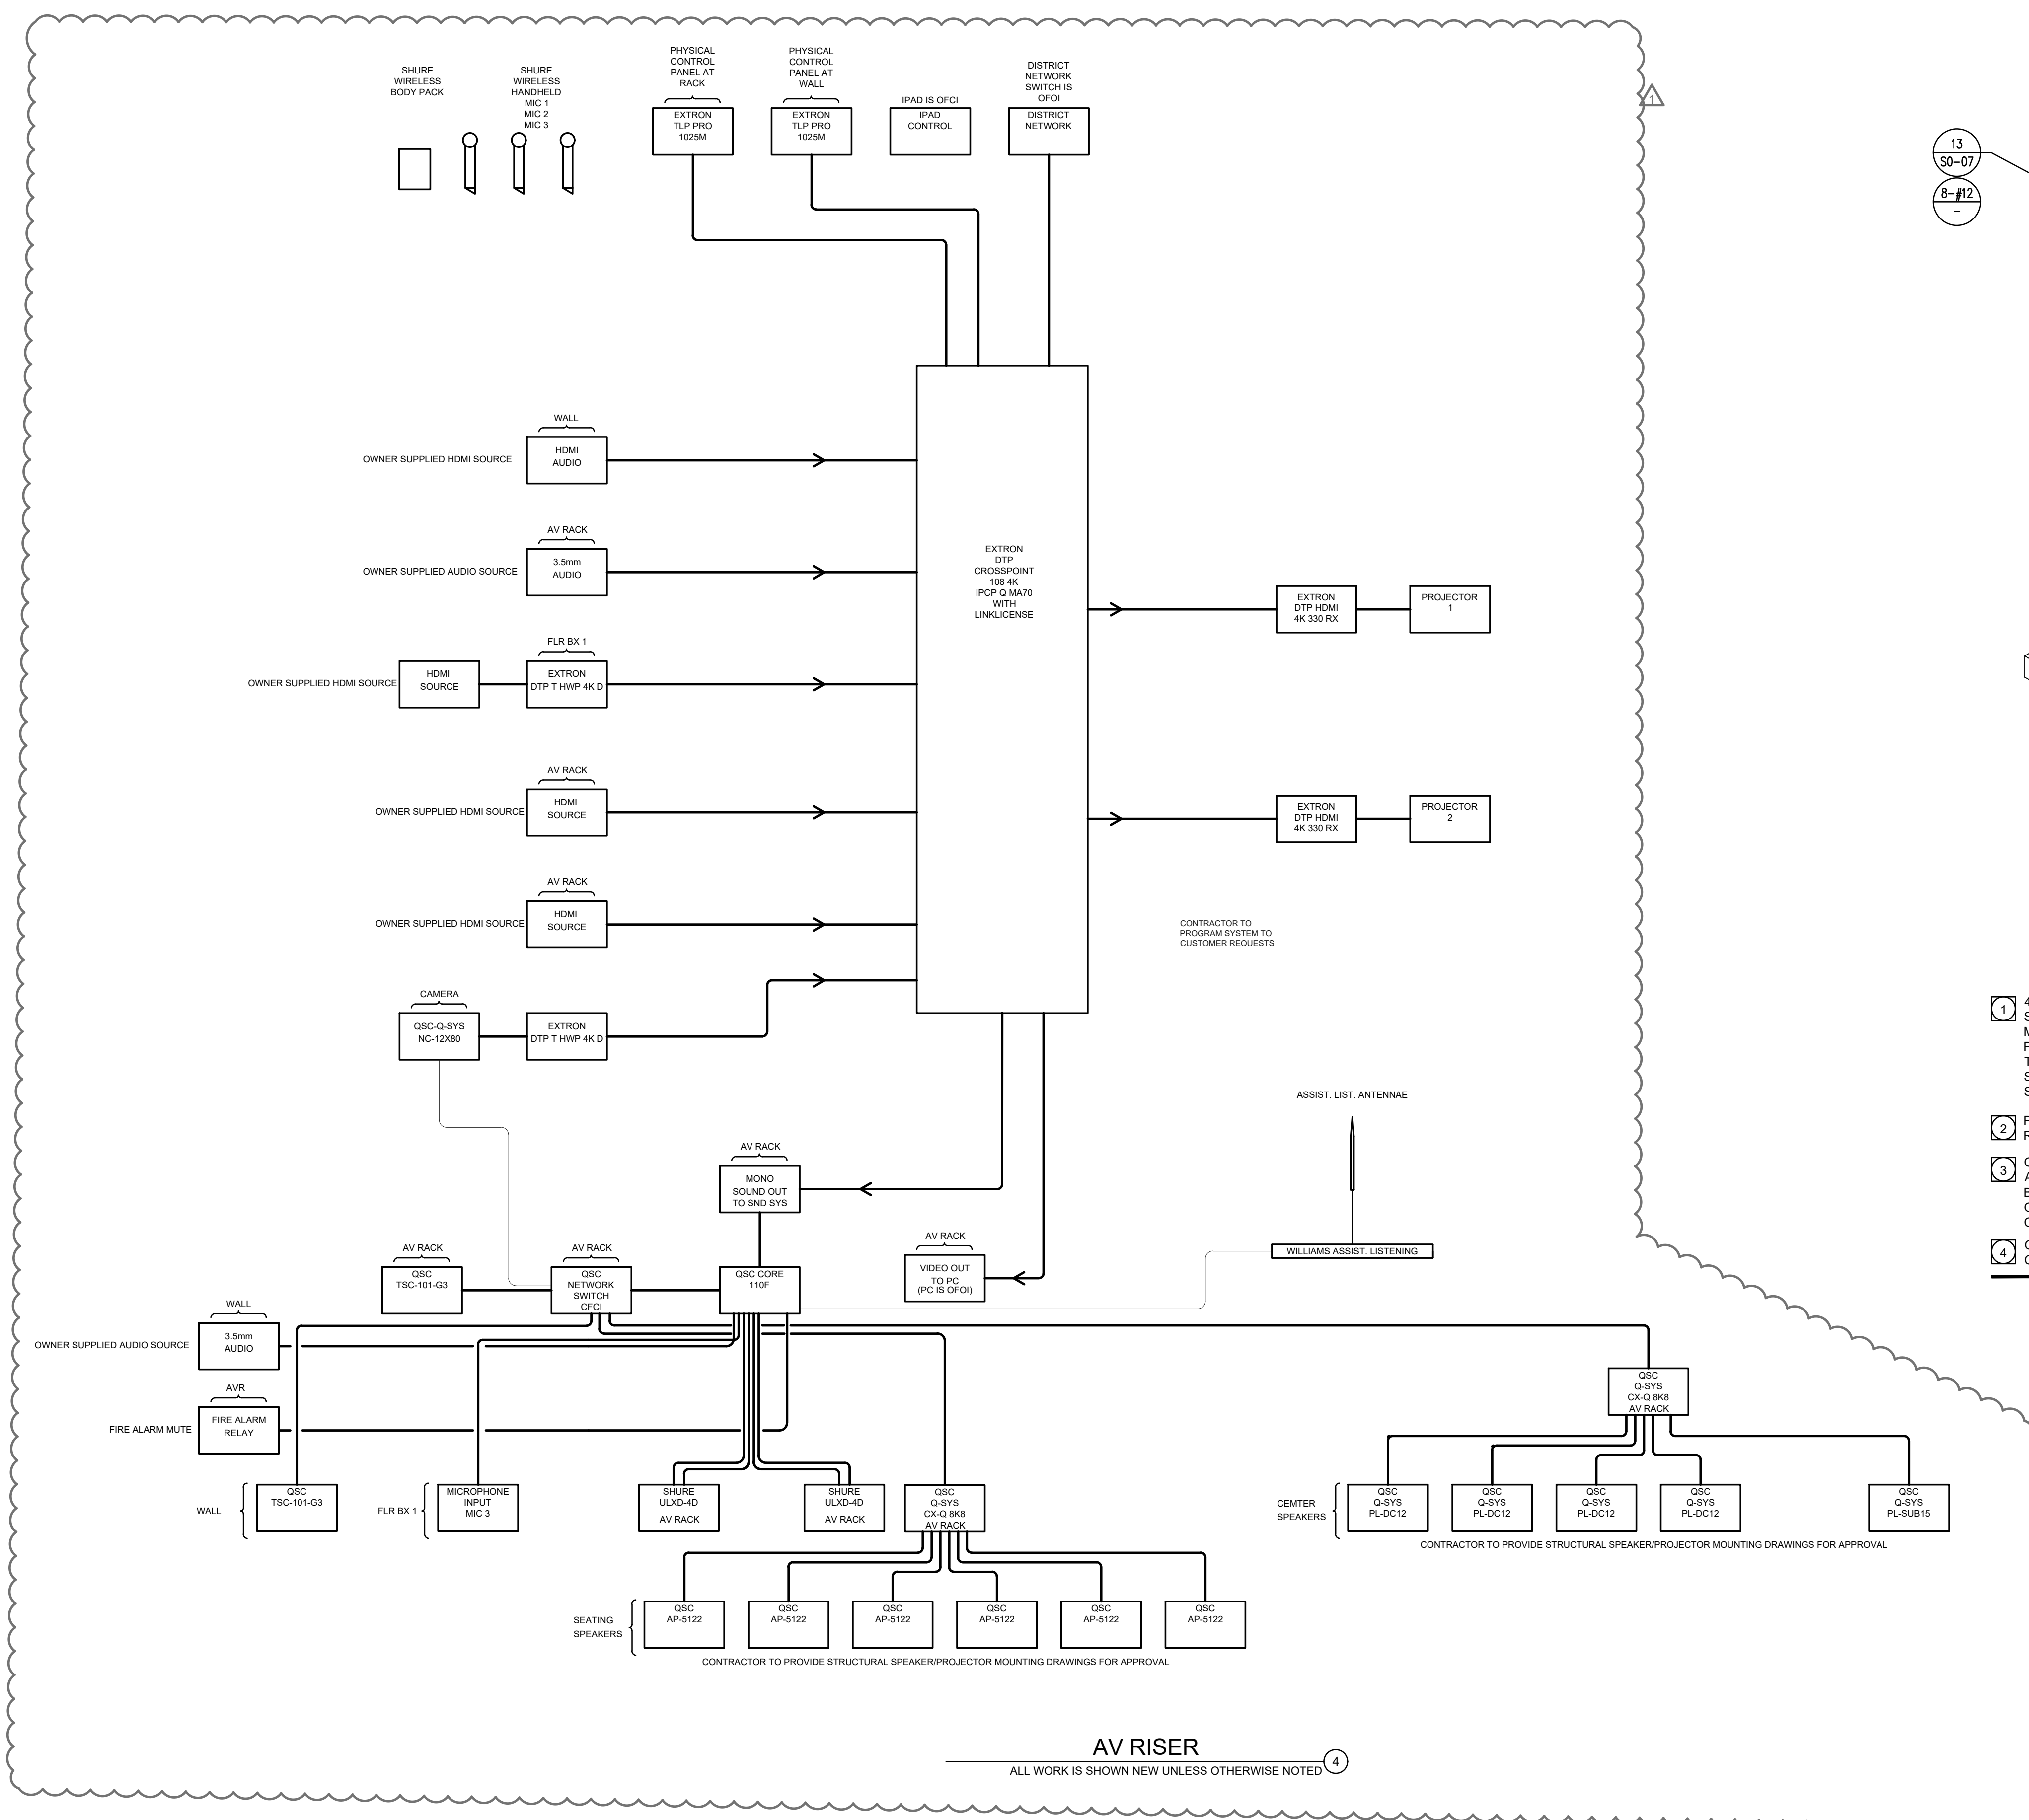 SHURE
WIRELESS
BODY PACK
SHURE
WIRELESS
HANDHELD
MIC 1
MIC 2
MIC 3
PHYSICAL
CONTROL
PANEL AT
RACK
EXTRON
TLP PRO
1025M
PHYSICAL
CONTROL
PANEL AT
WALL
EXTRON
TLP PRO
1025M
IPAD IS OFCI
IPAD
CONTROL
DISTRICT
NETWORK
SWITCH IS
OFOI
DISTRICT
NETWORK
1
13
S0-07
8-#12
-
WALL
OWNER SUPPLIED HDMI SOURCE
HDMI
AUDIO
AV RACK
OWNER SUPPLIED AUDIO SOURCE
3.5mm
AUDIO
FLR BX 1
OWNER SUPPLIED HDMI SOURCE
HDMI
SOURCE
EXTRON
DTP T HWP 4K D
AV RACK
OWNER SUPPLIED HDMI SOURCE
HDMI
SOURCE
AV RACK
OWNER SUPPLIED HDMI SOURCE
HDMI
SOURCE
CAMERA
QSC-Q-SYS
NC-12X80
EXTRON
DTP T HWP 4K D
EXTRON
DTP
CROSSPOINT
108 4K
IPCP Q MA70
WITH
LINKLICENSE
EXTRON
DTP HDMI
4K 330 RX
PROJECTOR
1
EXTRON
DTP HDMI
4K 330 RX
PROJECTOR
2
CONTRACTOR TO
PROGRAM SYSTEM TO
CUSTOMER REQUESTS
1
4
S
M
P
T
S
S
2
F
R
3
C
A
B
C
C
4
C
C
ASSIST. LIST. ANTENNAE
WILLIAMS ASSIST. LISTENING
AV RACK
MONO
SOUND OUT
TO SND SYS
AV RACK
VIDEO OUT
TO PC
(PC IS OFOI)
AV RACK
QSC
TSC-101-G3
AV RACK
QSC
NETWORK
SWITCH
CFCI
QSC CORE
110F
WALL
OWNER SUPPLIED AUDIO SOURCE
3.5mm
AUDIO
AVR
FIRE ALARM MUTE
FIRE ALARM
RELAY
WALL
QSC
TSC-101-G3
FLR BX 1
MICROPHONE
INPUT
MIC 3
SHURE
ULXD-4D
AV RACK
SHURE
ULXD-4D
AV RACK
QSC
Q-SYS
CX-Q 8K8
AV RACK
QSC
Q-SYS
CX-Q 8K8
AV RACK
CEMTER
SPEAKERS
QSC
Q-SYS
PL-DC12
QSC
Q-SYS
PL-DC12
QSC
Q-SYS
PL-DC12
QSC
Q-SYS
PL-DC12
QSC
Q-SYS
PL-SUB15
CONTRACTOR TO PROVIDE STRUCTURAL SPEAKER/PROJECTOR MOUNTING DRAWINGS FOR APPROVAL
SEATING
SPEAKERS
QSC
AP-5122
QSC
AP-5122
QSC
AP-5122
QSC
AP-5122
QSC
AP-5122
QSC
AP-5122
CONTRACTOR TO PROVIDE STRUCTURAL SPEAKER/PROJECTOR MOUNTING DRAWINGS FOR APPROVAL
AV RISER
4
ALL WORK IS SHOWN NEW UNLESS OTHERWISE NOTED